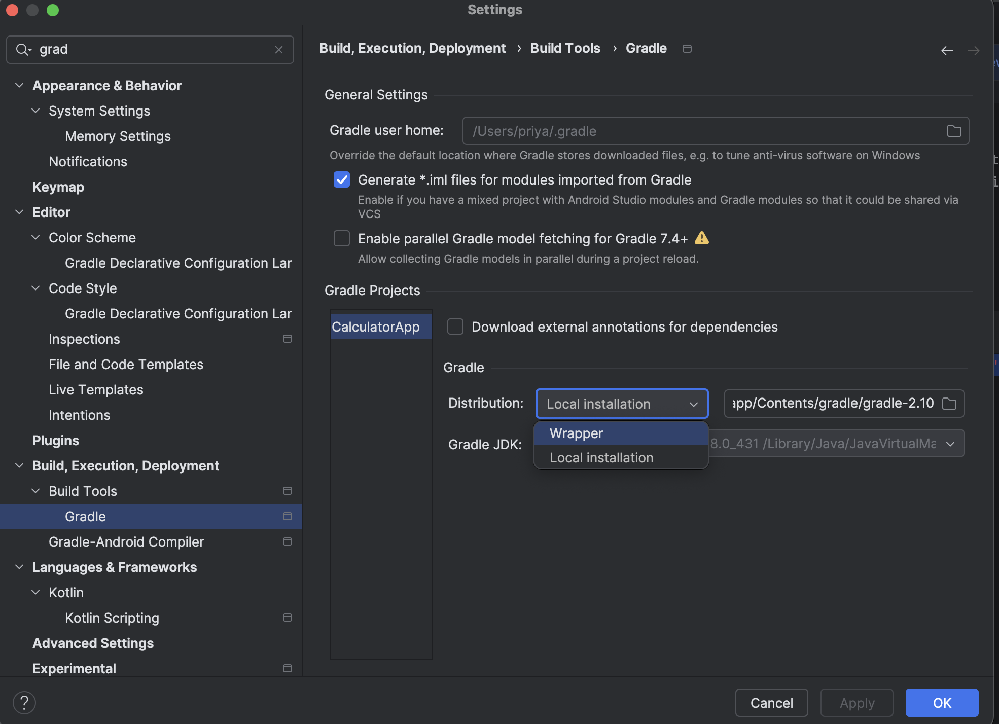 Settings
grad
Appearance & Behavior
System Settings
Memory Settings
Notifications
Keymap
Editor
Color Scheme
Gradle Declarative Configuration Lar
Code Style
Gradle Declarative Configuration Lar
Inspections
File and Code Templates
Live Templates
Intentions
Plugins
Build, Execution, Deployment
Build Tools
Gradle
Gradle-Android Compiler
Languages & Frameworks
Kotlin
Kotlin Scripting
Advanced Settings
Experimental
Build, Execution, Deployment › Build Tools › Gradle
General Settings
Gradle user home: /Users/priya/.gradle
Override the default location where Gradle stores downloaded files, e.g. to tune anti-virus software on Windows
Generate *.iml files for modules imported from Gradle
Enable if you have a mixed project with Android Studio modules and Gradle modules so that it could be shared via
VCS
Enable parallel Gradle model fetching for Gradle 7.4+
Allow collecting Gradle models in parallel during a project reload.
Gradle Projects
CalculatorApp
Download external annotations for dependencies
Gradle
Distribution: Local installation app/Contents/gradle/gradle-2.10
Wrapper
Local installation
Gradle JDK: 8.0_431 /Library/Java/JavaVirtualMa
?
Cancel
Apply
OK